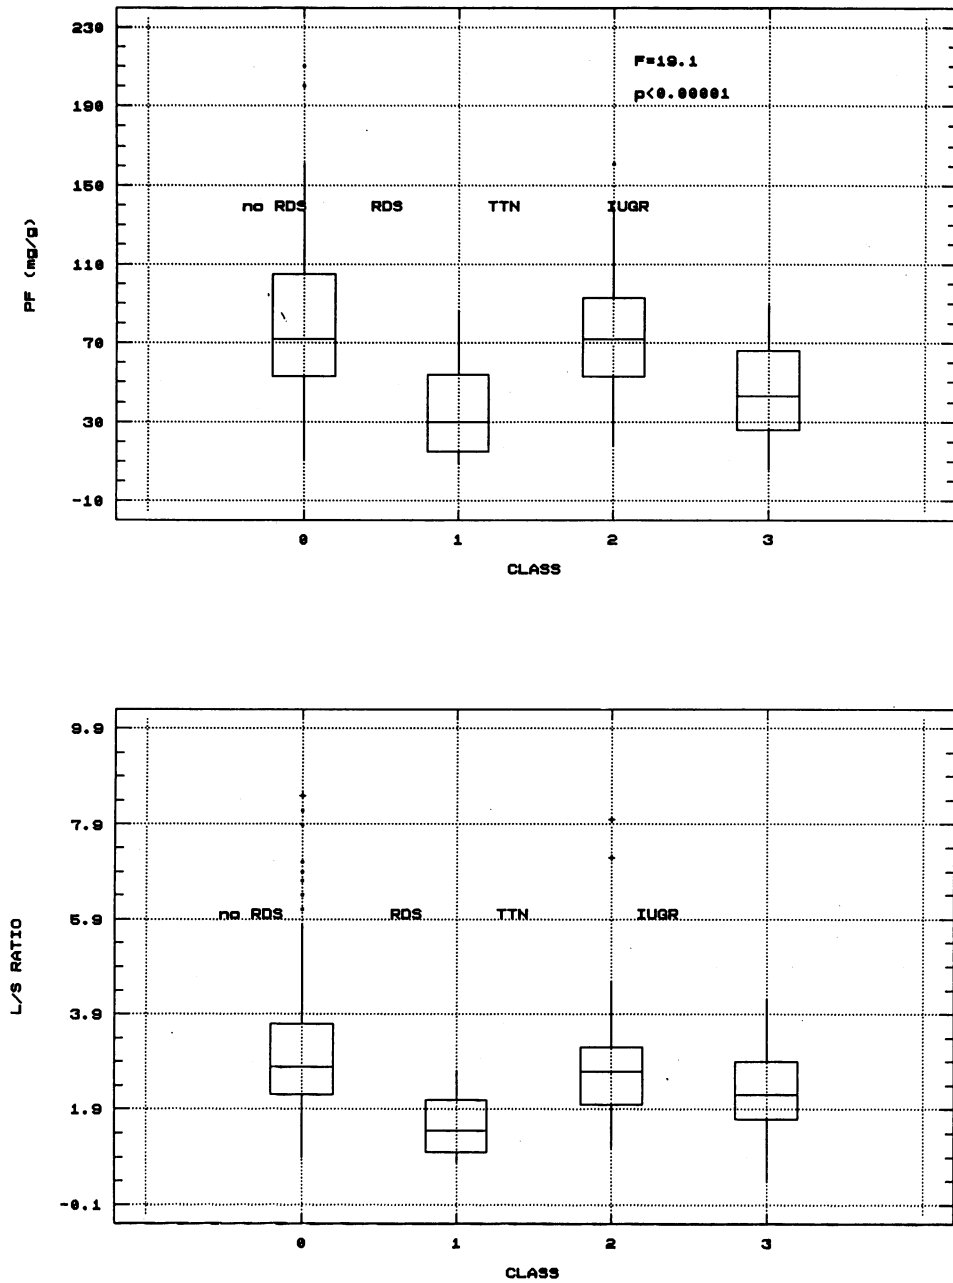 230
F=19.1
p<0.00001
190
150
no RDS RDS TTN IUGR
110
PF (mg/g)
70
30
-10
0 1 2 3
CLASS
9.9
7.9
no RDS RDS TTN IUGR
5.9
L/S RATIO
3.9
1.9
-0.1
0 1 2 3
CLASS